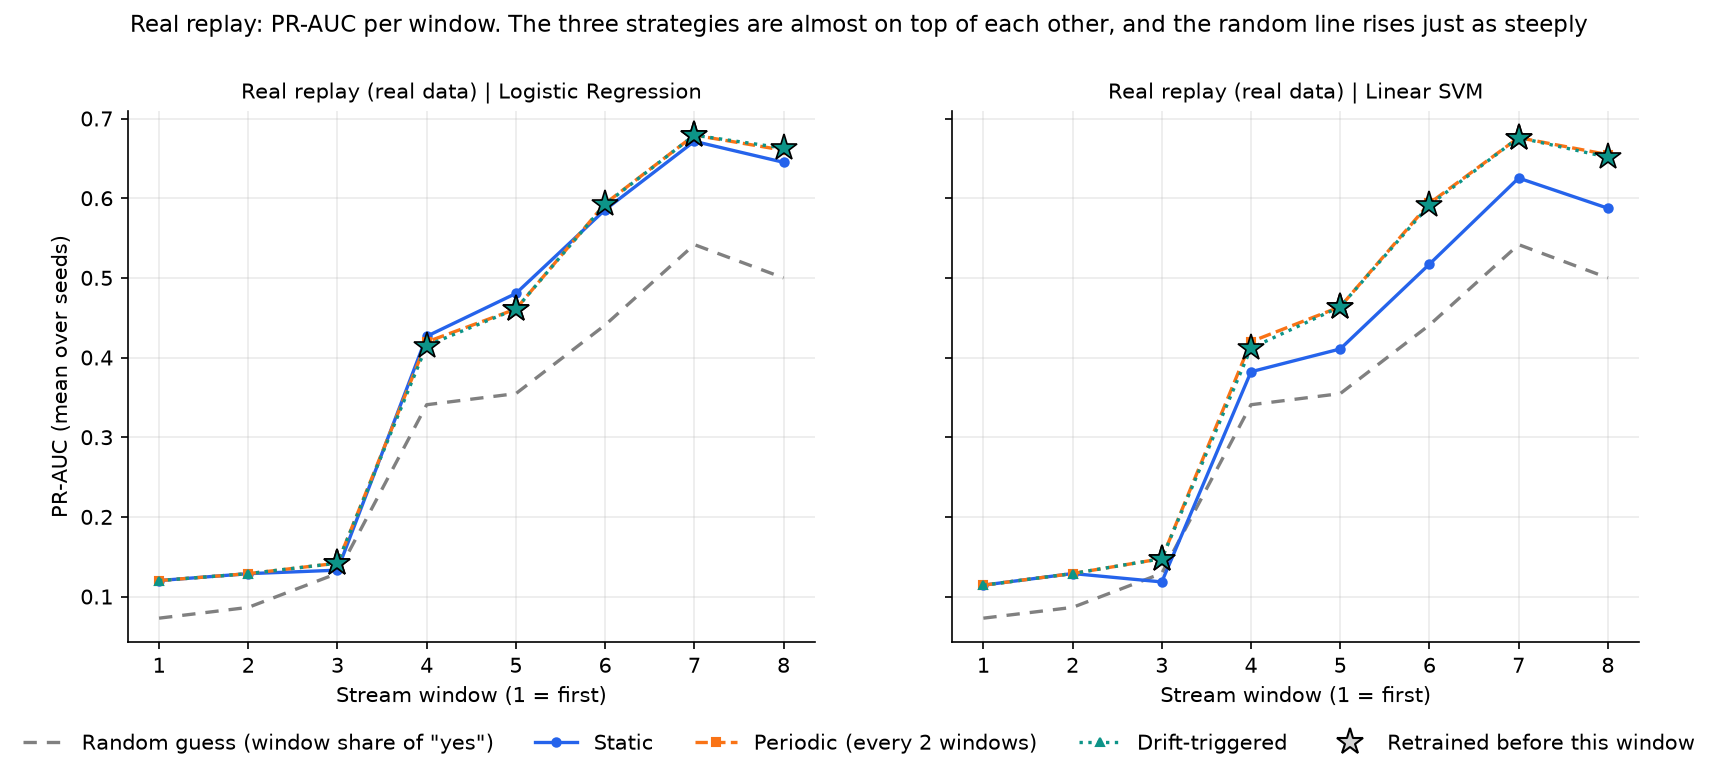 Real replay: PR-AUC per window. The three strategies are almost on top of each other, and the random line rises just as steeply
Real replay (real data) | Logistic Regression
Real replay (real data) | Linear SVM
PR-AUC (mean over seeds)
0.7
0.6
0.5
0.4
0.3
0.2
0.1
1 2 3 4 5 6 7 8
1 2 3 4 5 6 7 8
Stream window (1 = first)
Stream window (1 = first)
Random guess (window share of "yes")
Static
Periodic (every 2 windows)
Drift-triggered
Retrained before this window